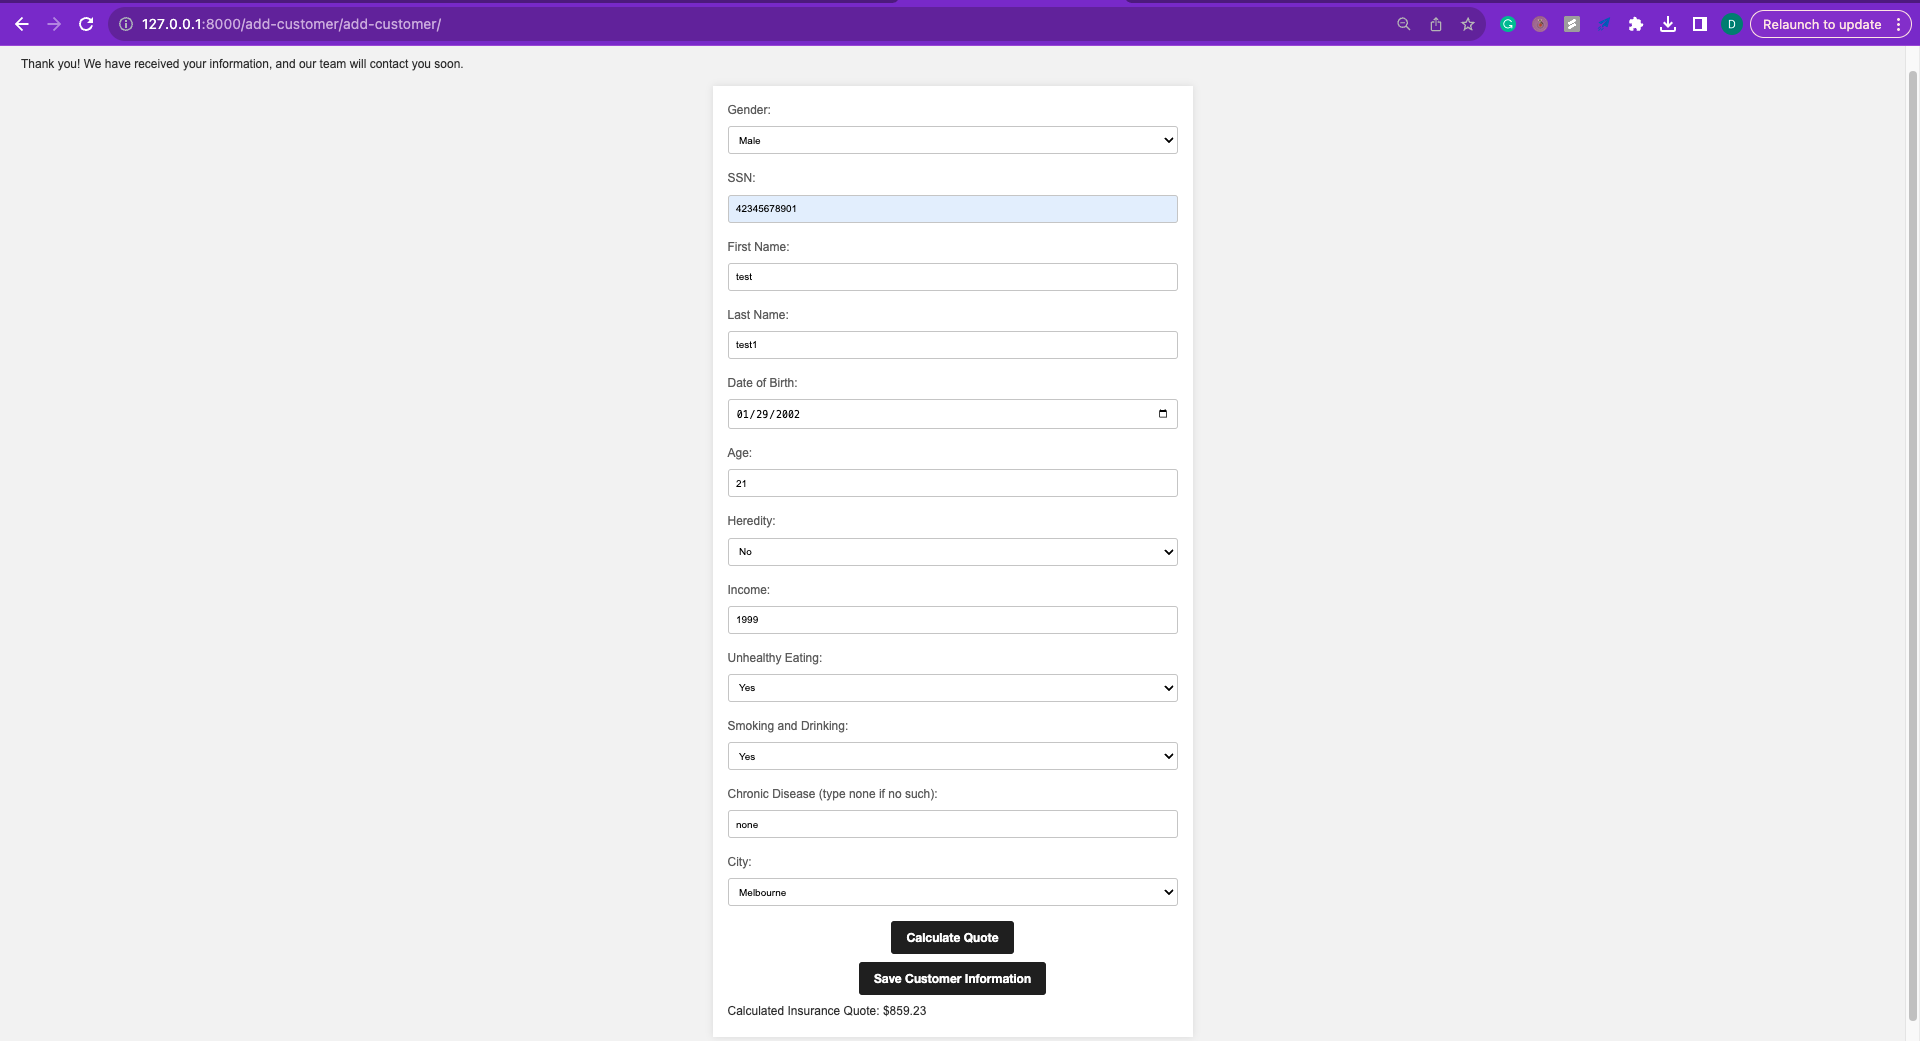 127.0.0.1:8000/add-customer/add-customer/
D
Relaunch to update
Thank you! We have received your information, and our team will contact you soon.
Gender:
Male
SSN:
42345678901
First Name:
test
Last Name:
test1
Date of Birth:
01/29/2002
Age:
21
Heredity:
No
Income:
1999
Unhealthy Eating:
Yes
Smoking and Drinking:
Yes
Chronic Disease (type none if no such):
none
City:
Melbourne
Calculate Quote
Save Customer Information
Calculated Insurance Quote: $859.23